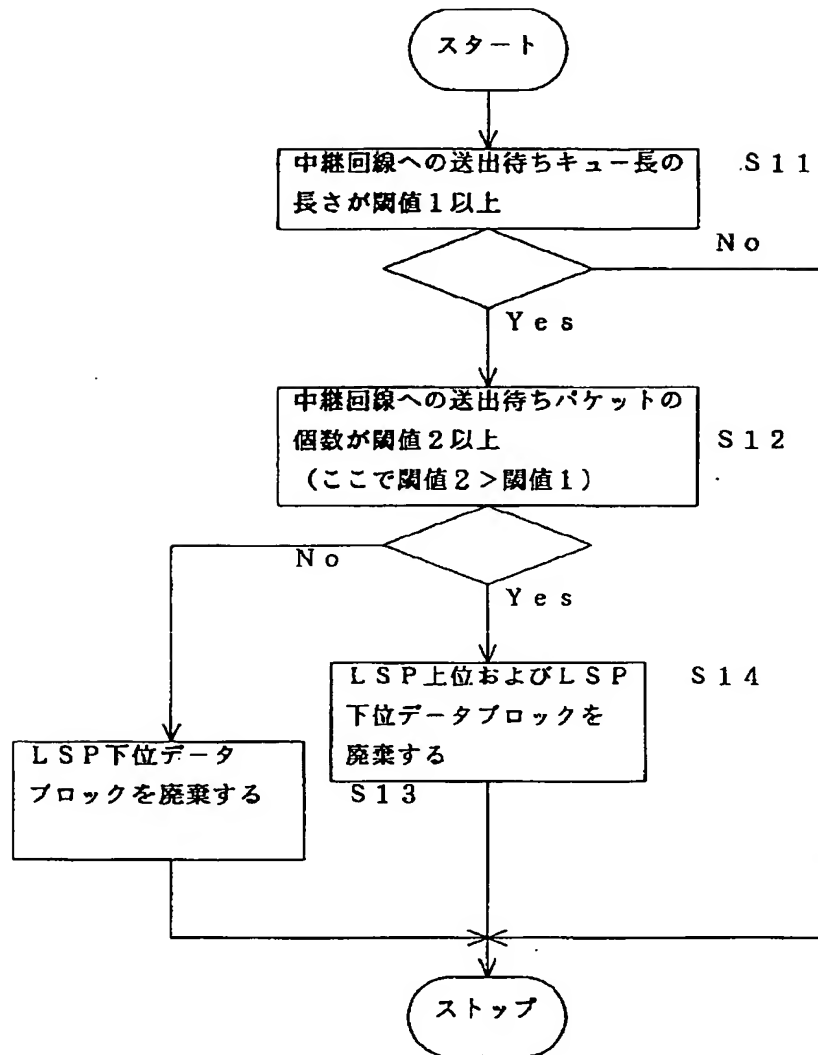 スタート
中継回線への送出待ちキュー長の
長さが閾値1以上
S11
No
Yes
中継回線への送出待ちパケットの
個数が閾値2以上
(ここで閾値2>閾値1)
S12
No
Yes
LSP上位およびLSP
下位データブロックを
廃棄する
S14
LSP下位データ
ブロックを廃棄する
S13
ストップ